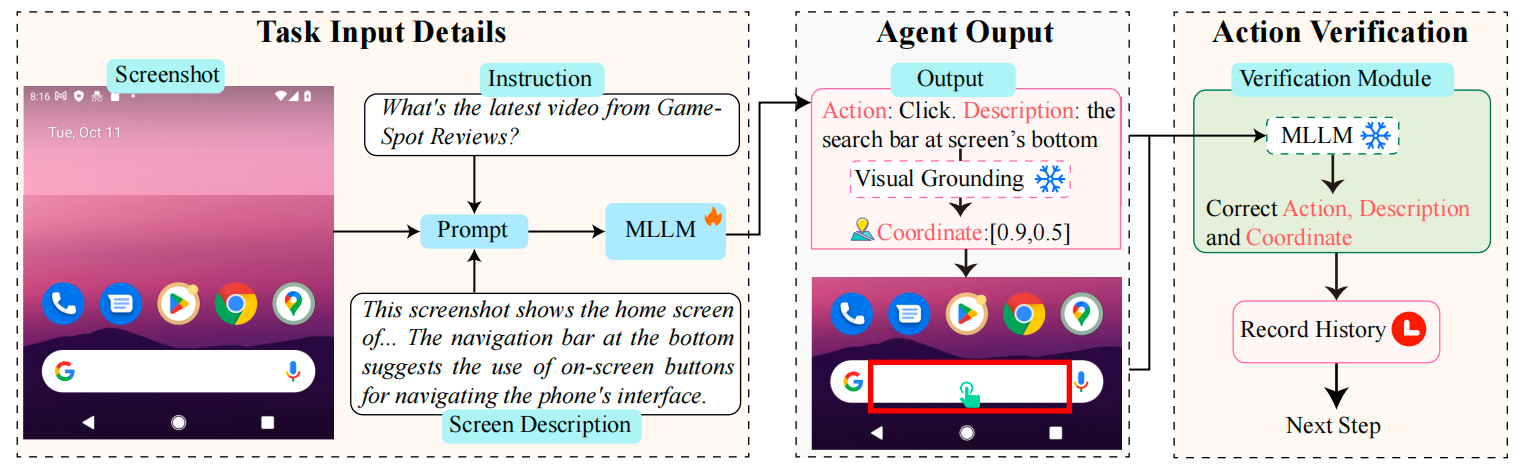 Task Input Details
Screenshot
8:16
Tue, Oct 11
G
Instruction
What's the latest video from Game-
Spot Reviews?
Prompt
MLLM
This screenshot shows the home screen
of... The navigation bar at the bottom
suggests the use of on-screen buttons
for navigating the phone's interface.
Screen Description
Agent Ouput
Output
Action: Click. Description: the
search bar at screen’s bottom
Visual Grounding
Coordinate:[0.9,0.5]
G
Action Verification
Verification Module
MLLM
Correct Action, Description
and Coordinate
Record History
Next Step